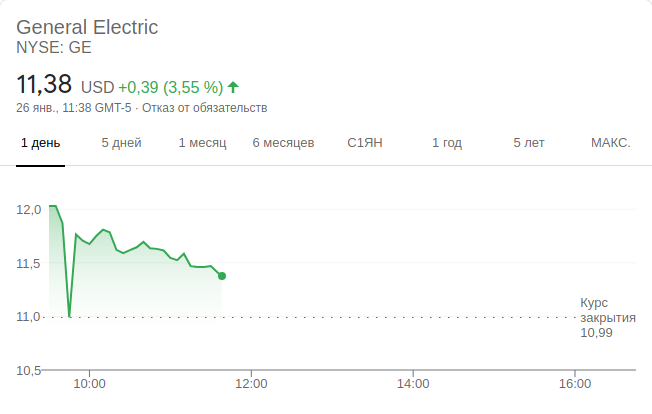 General Electric
NYSE: GE
11,38 USD +0,39 (3,55 %)
26 янв., 11:38 GMT-5 · Отказ от обязательств
1 день 5 дней 1 месяц 6 месяцев С1ЯН 1 год 5 лет МАКС.
12,0
11,5
11,0
10,5
Курс
закрытия
10,99
10:00 12:00 14:00 16:00